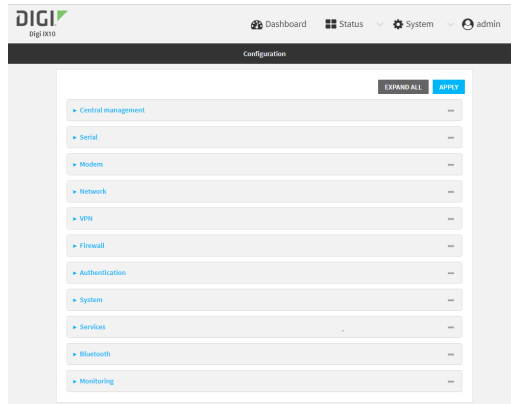 DIGI
Digi IX10
Dashboard Status System admin
Configuration
EXPAND ALL APPLY
Central management
Serial
Modem
Network
VPN
Firewall
Authentication
System
Services
Bluetooth
Monitoring